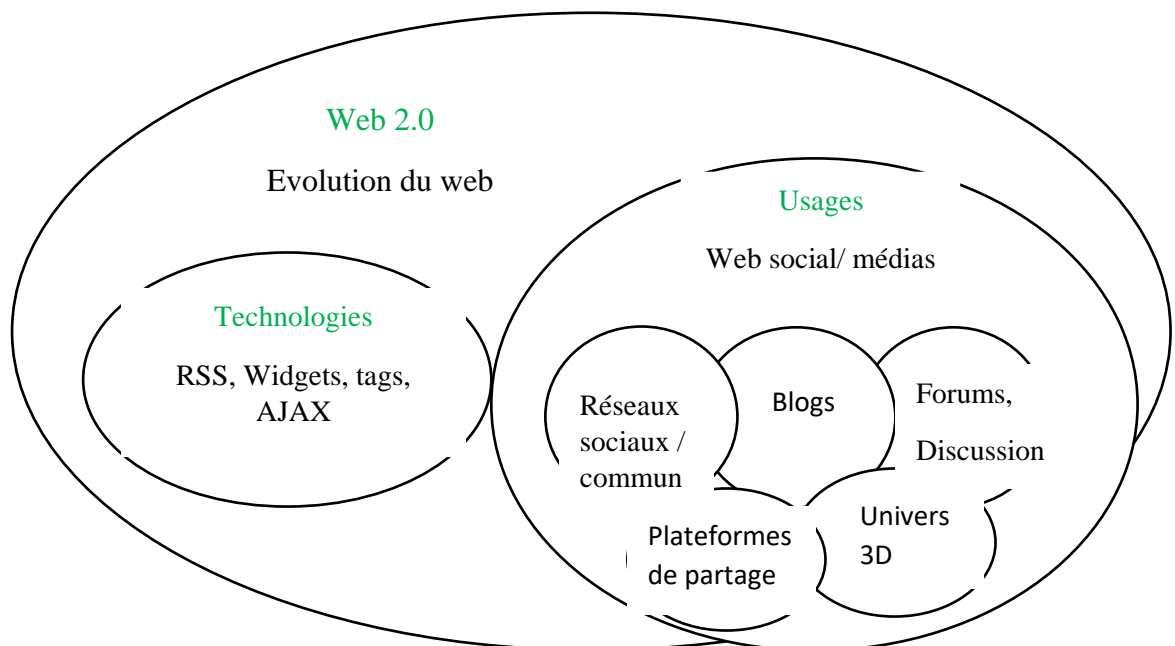 Web 2.0
Evolution du web
Usages
Web social/ médias
Technologies
RSS, Widgets, tags,
AJAX
Réseaux
sociaux /
commun
Blogs
Forums,
Discussion
Plateformes
de partage
Univers
3D